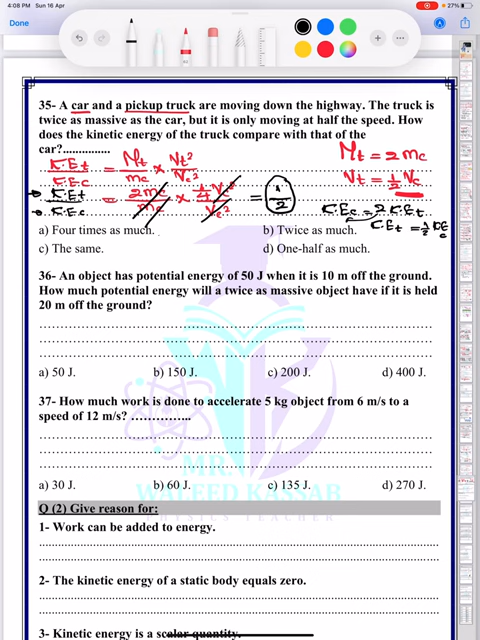 4:08 PM Sun 16 Apr
27%
Done
35- A car and a pickup truck are moving down the highway. The truck is
twice as massive as the car, but it is only moving at half the speed. How
does the kinetic energy of the truck compare with that of the
car?..............
K.Et / K.Ec = Mt / mc × Vt² / Vc²
Mt = 2mc
Vt = ½ Vc
K.Et / K.Ec = 2mc / mc × ¼ Vc² / Vc² = 1/2
K.Ec = 2 K.Et
K.Et = ½ KEc
a) Four times as much. b) Twice as much.
c) The same. d) One-half as much.
36- An object has potential energy of 50 J when it is 10 m off the ground.
How much potential energy will a twice as massive object have if it is held
20 m off the ground?
a) 50 J. b) 150 J. c) 200 J. d) 400 J.
37- How much work is done to accelerate 5 kg object from 6 m/s to a
speed of 12 m/s? …………...
MR.
WALEED KASSAB
PHYSICS TEACHER
a) 30 J. b) 60 J. c) 135 J. d) 270 J.
Q (2) Give reason for:
1- Work can be added to energy.
2- The kinetic energy of a static body equals zero.
3- Kinetic energy is a scalar quantity.